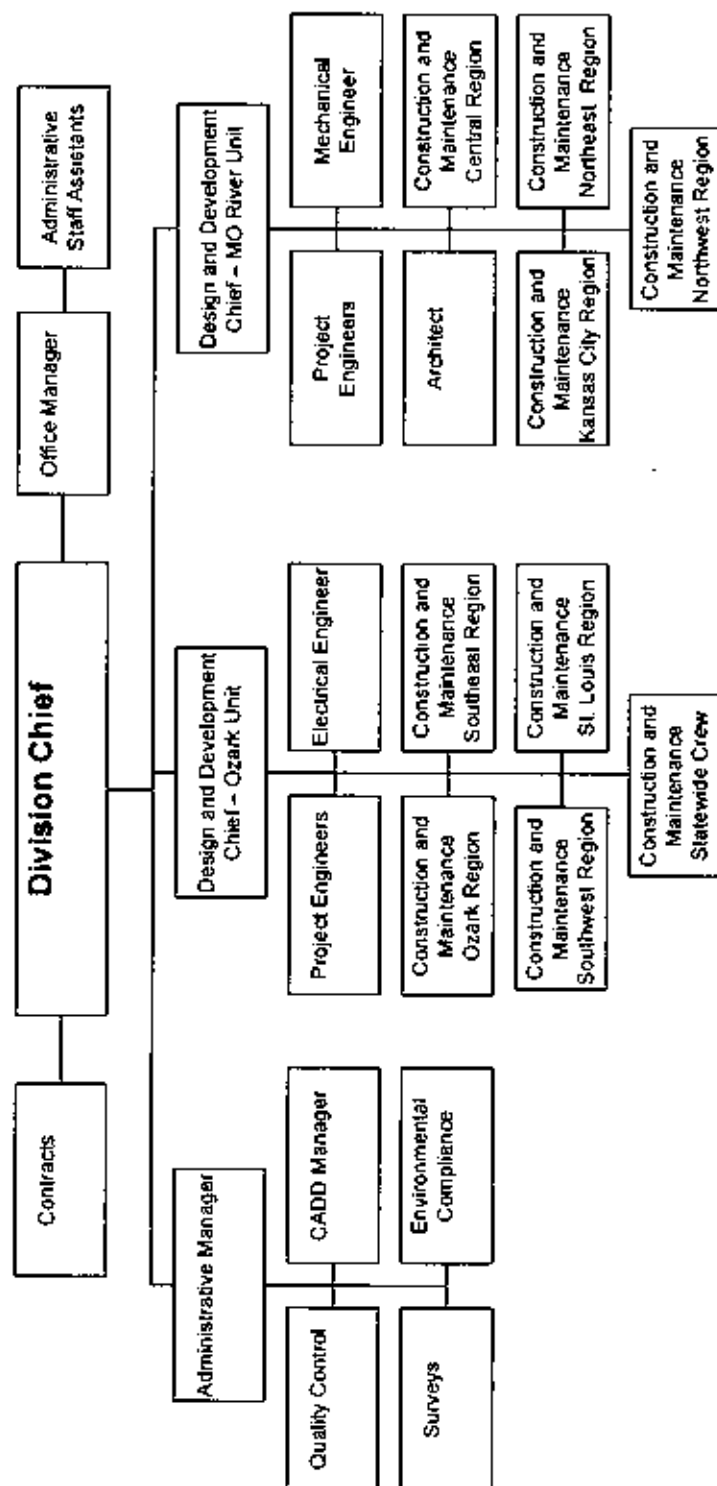 Division Chief
Contracts
Office Manager
Administrative
Staff Assistants
Administrative Manager
Quality Control
CADD Manager
Surveys
Environmental
Compliance
Design and Development
Chief – Ozark Unit
Project Engineers
Electrical Engineer
Construction and
Maintenance
Ozark Region
Construction and
Maintenance
Southeast Region
Construction and
Maintenance
Southwest Region
Construction and
Maintenance
St. Louis Region
Construction and
Maintenance
Statewide Crew
Design and Development
Chief – MO River Unit
Project
Engineers
Mechanical
Engineer
Architect
Construction and
Maintenance
Central Region
Construction and
Maintenance
Kansas City Region
Construction and
Maintenance
Northeast Region
Construction and
Maintenance
Northwest Region